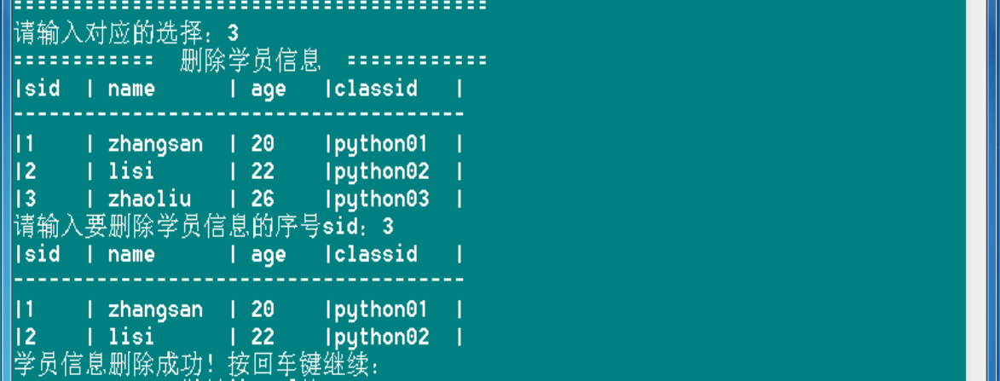 ========================================
请输入对应的选择：3
============ 删除学员信息 ============
|sid | name | age |classid |
--------------------------------------
|1 | zhangsan | 20 |python01 |
|2 | lisi | 22 |python02 |
|3 | zhaoliu | 26 |python03 |
请输入要删除学员信息的序号sid：3
|sid | name | age |classid |
--------------------------------------
|1 | zhangsan | 20 |python01 |
|2 | lisi | 22 |python02 |
学员信息删除成功！按回车键继续：